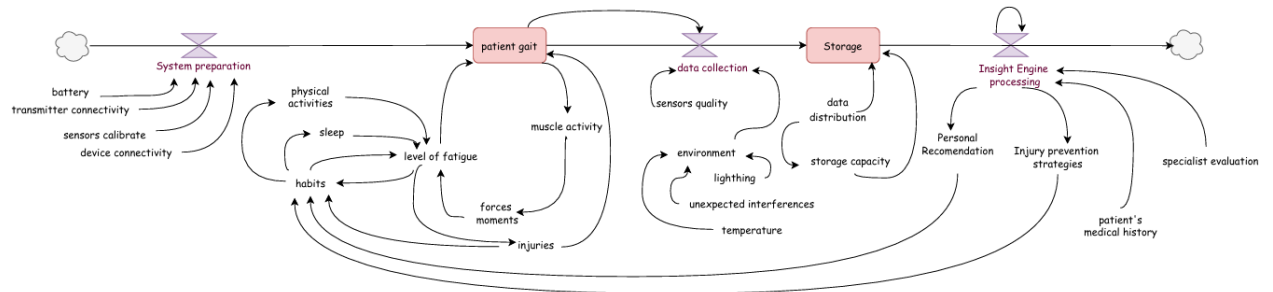 patient gait
Storage
System preparation
data collection
Insight Engine
processing
battery
transmitter connectivity
sensors calibrate
device connectivity
physical
activities
sleep
level of fatigue
habits
muscle activity
forces
moments
injuries
sensors quality
environment
lighthing
unexpected interferences
temperature
data
distribution
storage capacity
Personal
Recomendation
Injury prevention
strategies
specialist evaluation
patient's
medical history